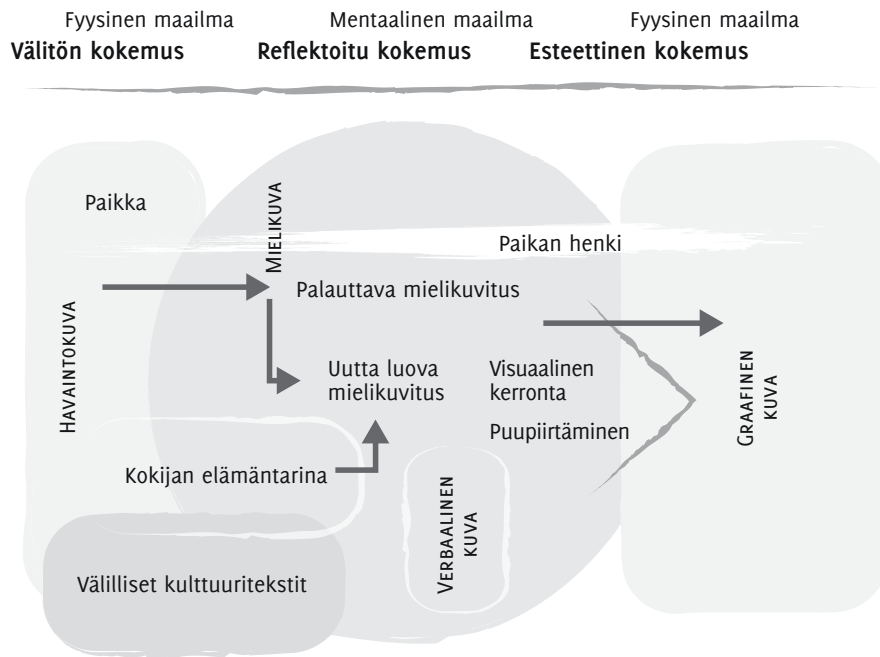 Fyysinen maailma
Mentaalinen maailma
Fyysinen maailma
Välitön kokemus
Reflektoitu kokemus
Esteettinen kokemus
Paikka
MIELIKUVA
Paikan henki
Palauttava mielikuvitus
HAVAINTOKUVA
Uutta luova
mielikuvitus
Visuaalinen
kerronta
Puupiirtäminen
GRAAFINEN
KUVA
Kokijan elämäntarina
VERBAALINEN
KUVA
Välilliset kulttuuritekstit